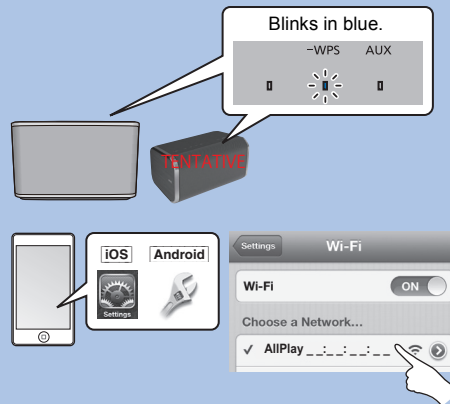 Blinks in blue.
-WPS AUX
TENTATIVE
iOS Android
Settings
Settings Wi-Fi
Wi-Fi ON
Choose a Network...
✓ AllPlay _ _:_ _:_ _:_ _